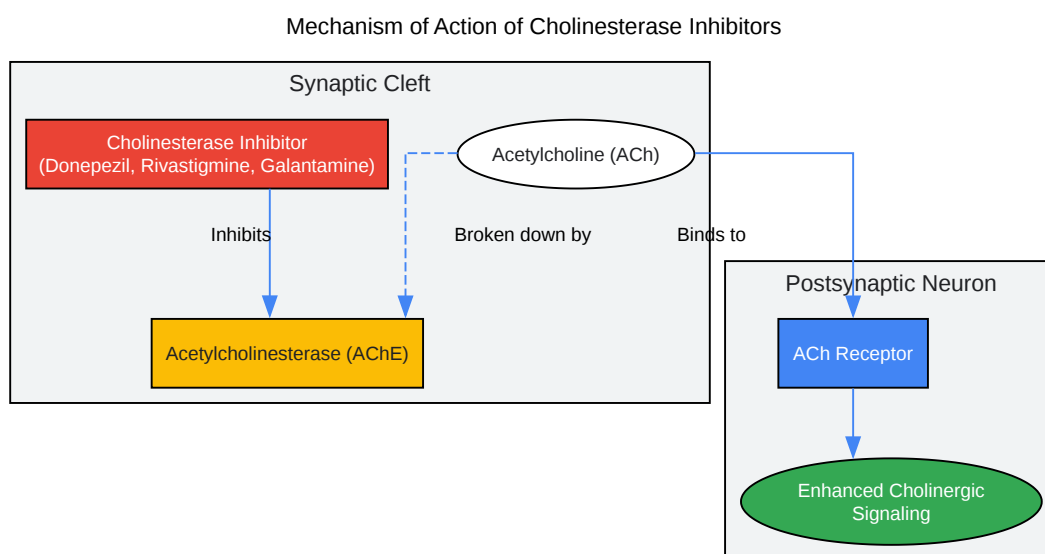 Mechanism of Action of Cholinesterase Inhibitors
Synaptic Cleft
Cholinesterase Inhibitor
(Donepezil, Rivastigmine, Galantamine)
Acetylcholine (ACh)
Inhibits
Broken down by
Binds to
Postsynaptic Neuron
Acetylcholinesterase (AChE)
ACh Receptor
Enhanced Cholinergic
Signaling